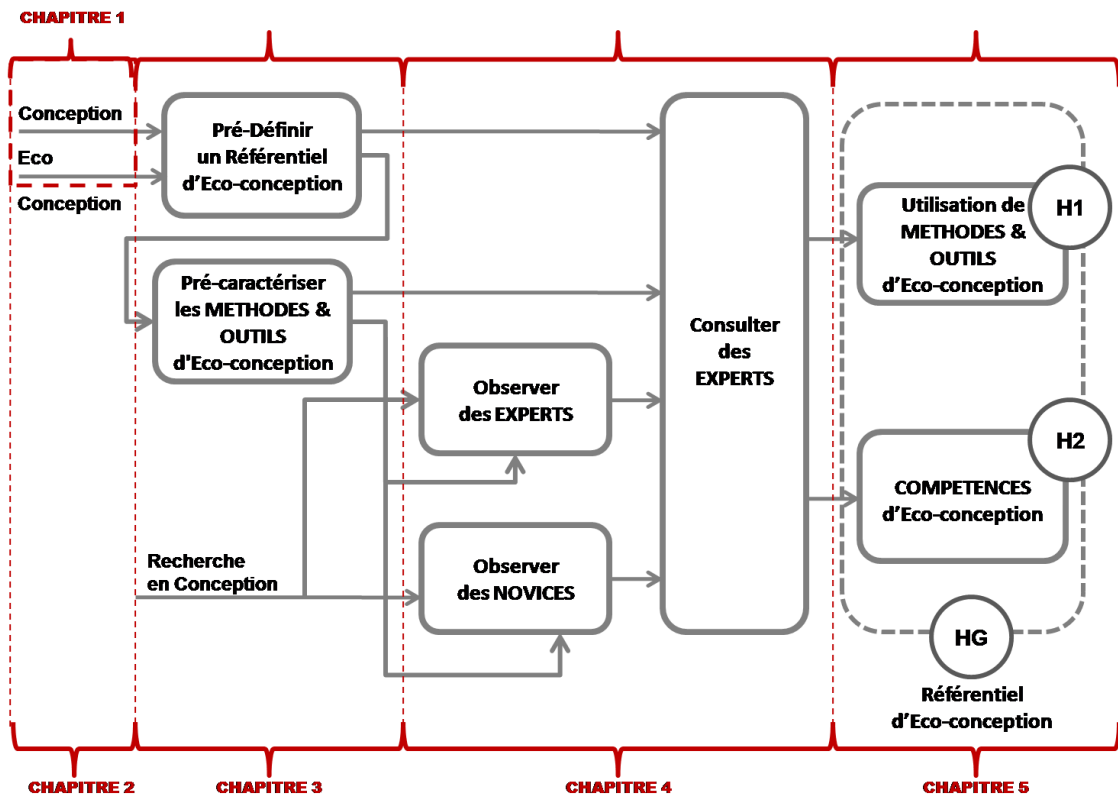 CHAPITRE 1
Conception
Eco
Conception
Pré-Définir
un Référentiel
d’Eco-conception
Pré-caractériser
les METHODES &
OUTILS
d'Eco-conception
Recherche
en Conception
Observer
des EXPERTS
Observer
des NOVICES
Consulter
des
EXPERTS
Utilisation de
METHODES &
OUTILS
d’Eco-conception
H1
COMPETENCES
d’Eco-conception
H2
HG
Référentiel
d’Eco-conception
CHAPITRE 2
CHAPITRE 3
CHAPITRE 4
CHAPITRE 5